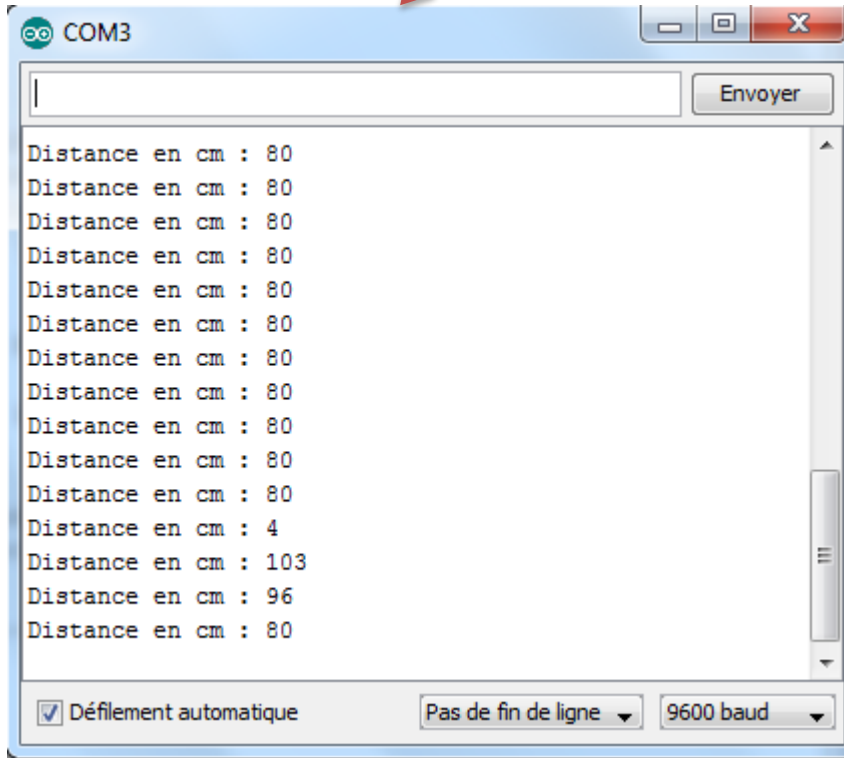 COM3
Envoyer
Distance en cm : 80
Distance en cm : 80
Distance en cm : 80
Distance en cm : 80
Distance en cm : 80
Distance en cm : 80
Distance en cm : 80
Distance en cm : 80
Distance en cm : 80
Distance en cm : 80
Distance en cm : 80
Distance en cm : 4
Distance en cm : 103
Distance en cm : 96
Distance en cm : 80
Défilement automatique Pas de fin de ligne 9600 baud